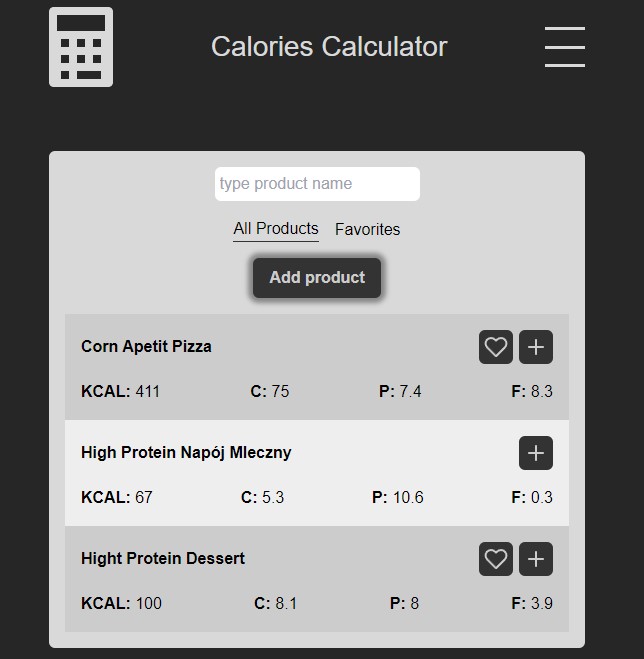 Calories Calculator
type product name
All Products Favorites
Add product
Corn Apetit Pizza
KCAL: 411 C: 75 P: 7.4 F: 8.3
High Protein Napój Mleczny
KCAL: 67 C: 5.3 P: 10.6 F: 0.3
Hight Protein Dessert
KCAL: 100 C: 8.1 P: 8 F: 3.9